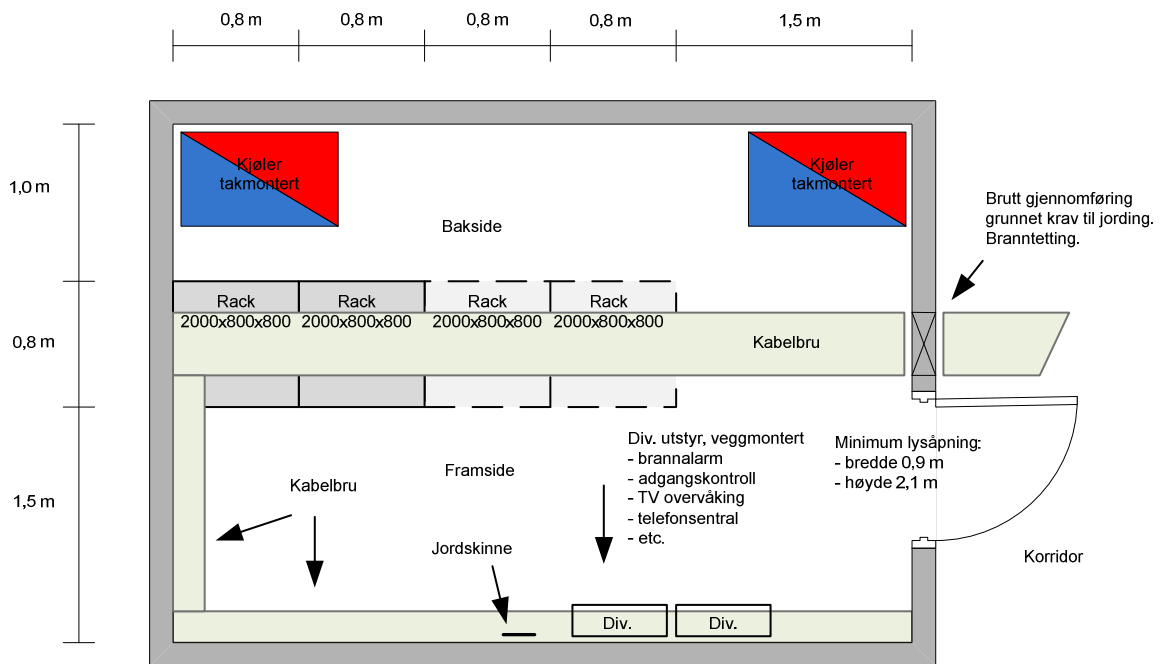 0,8 m
0,8 m
0,8 m
0,8 m
1,5 m
1,0 m
0,8 m
1,5 m
Kjøler
takmontert
Kjøler
takmontert
Bakside
Brutt gjennomføring
grunnet krav til jording.
Branntetting.
Rack
2000x800x800
Rack
2000x800x800
Rack
2000x800x800
Rack
2000x800x800
Kabelbru
Div. utstyr, veggmontert
- brannalarm
- adgangskontroll
- TV overvåking
- telefonsentral
- etc.
Minimum lysåpning:
- bredde 0,9 m
- høyde 2,1 m
Framside
Kabelbru
Jordskinne
Korridor
Div.
Div.